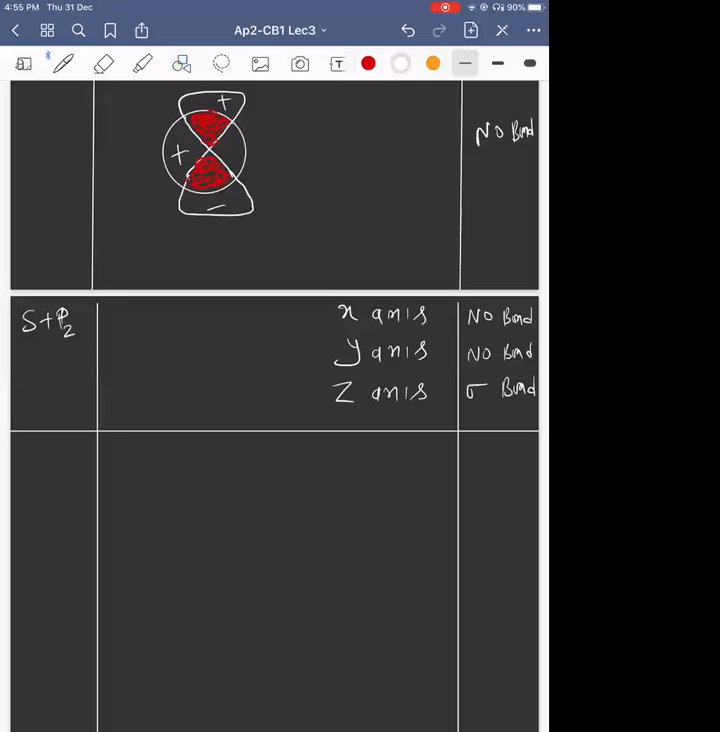 4:55 PM Thu 31 Dec
90%
Ap2-CB1 Lec3
T
+
+
−
No Bond
S+P₂
x axis No Bond
y axis No Bond
Z axis σ Bond